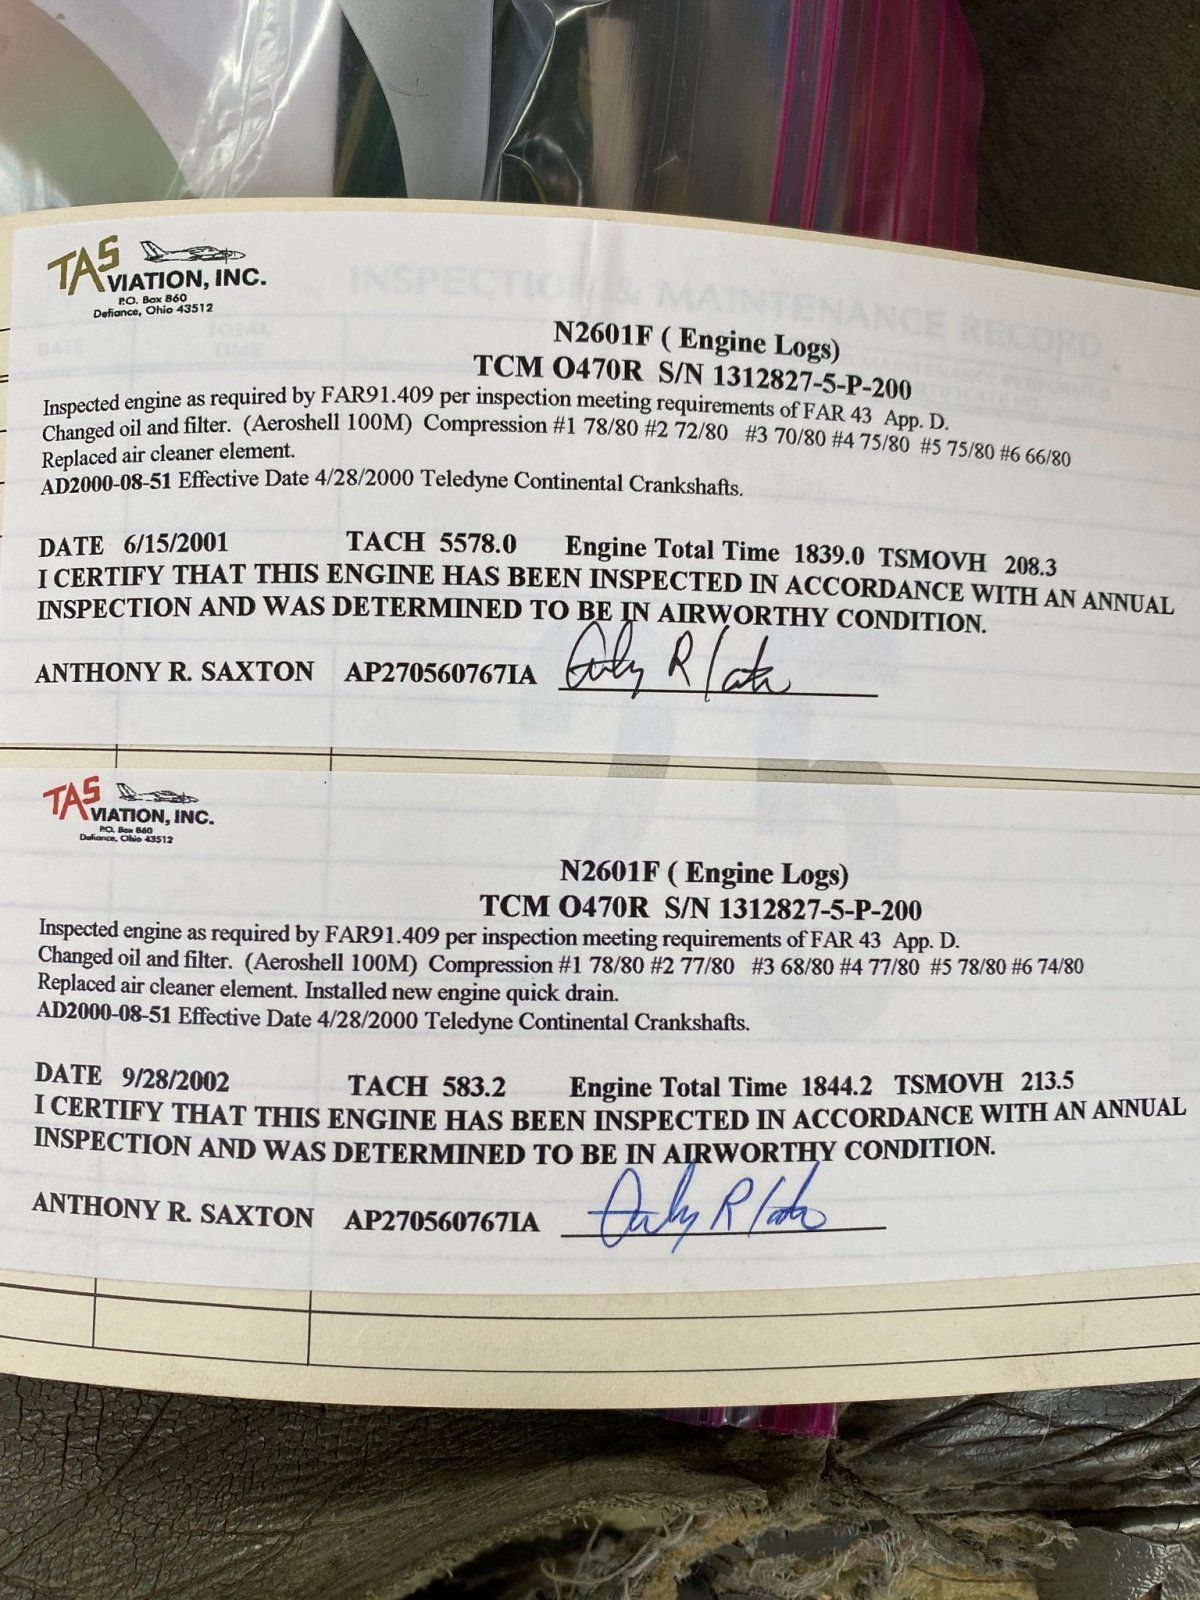 TAS
VIATION, INC.
P.O. Box 860
Defiance, Ohio 43512
INSPECTION & MAINTENANCE RECORD
DATE
TOTAL
TIME
N2601F ( Engine Logs)
TCM O470R S/N 1312827-5-P-200
Inspected engine as required by FAR91.409 per inspection meeting requirements of FAR 43 App. D.
Changed oil and filter. (Aeroshell 100M) Compression #1 78/80 #2 72/80 #3 70/80 #4 75/80 #5 75/80 #6 66/80
Replaced air cleaner element.
AD2000-08-51 Effective Date 4/28/2000 Teledyne Continental Crankshafts.
DATE 6/15/2001 TACH 5578.0 Engine Total Time 1839.0 TSMOVH 208.3
I CERTIFY THAT THIS ENGINE HAS BEEN INSPECTED IN ACCORDANCE WITH AN ANNUAL
INSPECTION AND WAS DETERMINED TO BE IN AIRWORTHY CONDITION.
ANTHONY R. SAXTON AP270560767IA
TAS
VIATION, INC.
P.O. Box 860
Defiance, Ohio 43512
N2601F ( Engine Logs)
TCM O470R S/N 1312827-5-P-200
Inspected engine as required by FAR91.409 per inspection meeting requirements of FAR 43 App. D.
Changed oil and filter. (Aeroshell 100M) Compression #1 78/80 #2 77/80 #3 68/80 #4 77/80 #5 78/80 #6 74/80
Replaced air cleaner element. Installed new engine quick drain.
AD2000-08-51 Effective Date 4/28/2000 Teledyne Continental Crankshafts.
DATE 9/28/2002 TACH 583.2 Engine Total Time 1844.2 TSMOVH 213.5
I CERTIFY THAT THIS ENGINE HAS BEEN INSPECTED IN ACCORDANCE WITH AN ANNUAL
INSPECTION AND WAS DETERMINED TO BE IN AIRWORTHY CONDITION.
ANTHONY R. SAXTON AP270560767IA